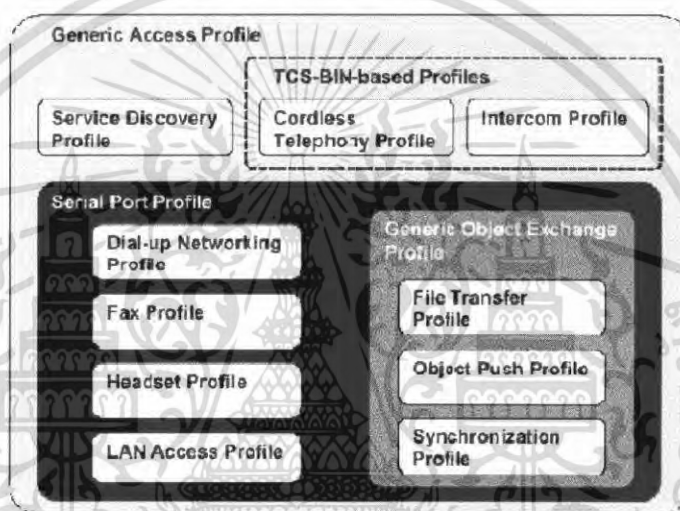 Generic Access Profile
TCS-BIN-based Profiles
Service Discovery
Profile
Cordless
Telephony Profile
Intercom Profile
Serial Port Profile
Dial-up Networking
Profile
Fax Profile
Headset Profile
LAN Access Profile
Generic Object Exchange
Profile
File Transfer
Profile
Object Push Profile
Synchronization
Profile